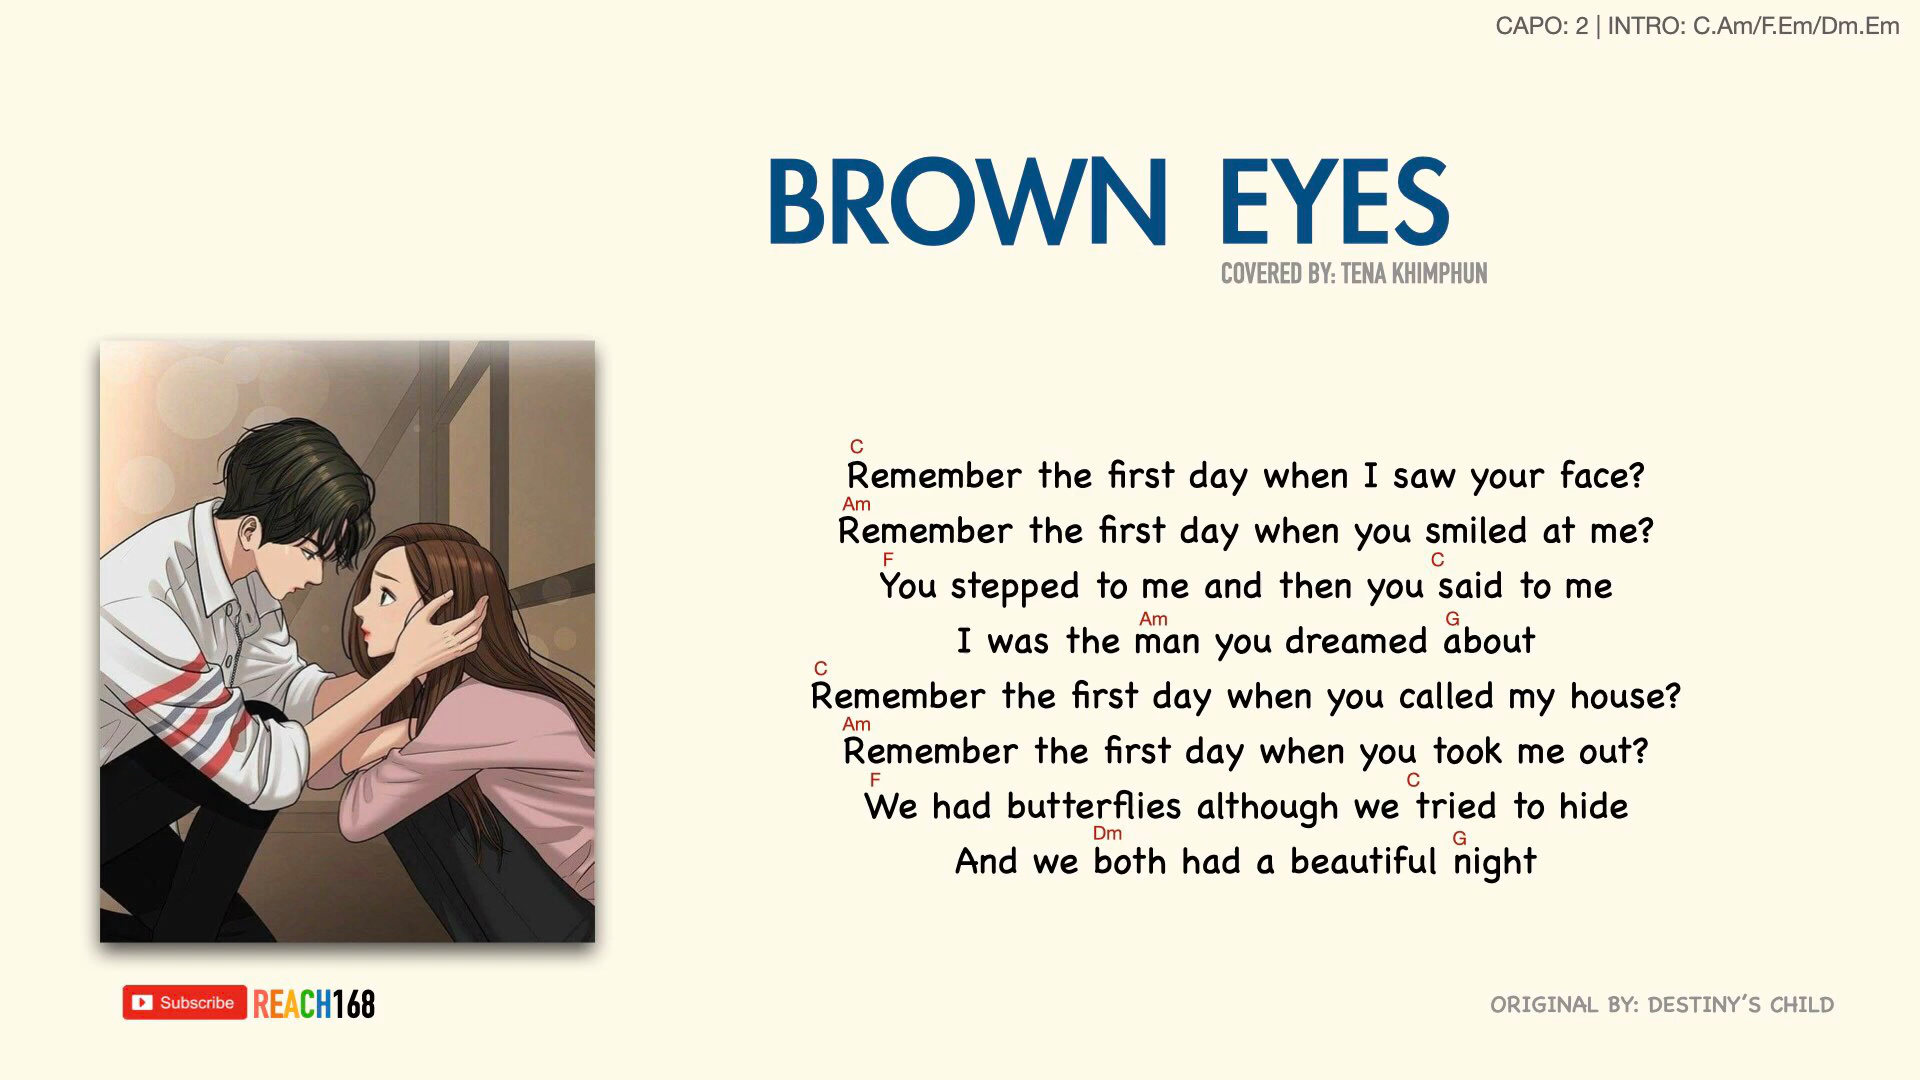 CAPO: 2 | INTRO: C.Am/F.Em/Dm.Em
BROWN EYES
COVERED BY: TENA KHIMPHUN
C
Remember the first day when I saw your face?
Am
Remember the first day when you smiled at me?
F C
You stepped to me and then you said to me
Am G
I was the man you dreamed about
C
Remember the first day when you called my house?
Am
Remember the first day when you took me out?
F C
We had butterflies although we tried to hide
Dm G
And we both had a beautiful night
Subscribe REACH168
ORIGINAL BY: DESTINY'S CHILD